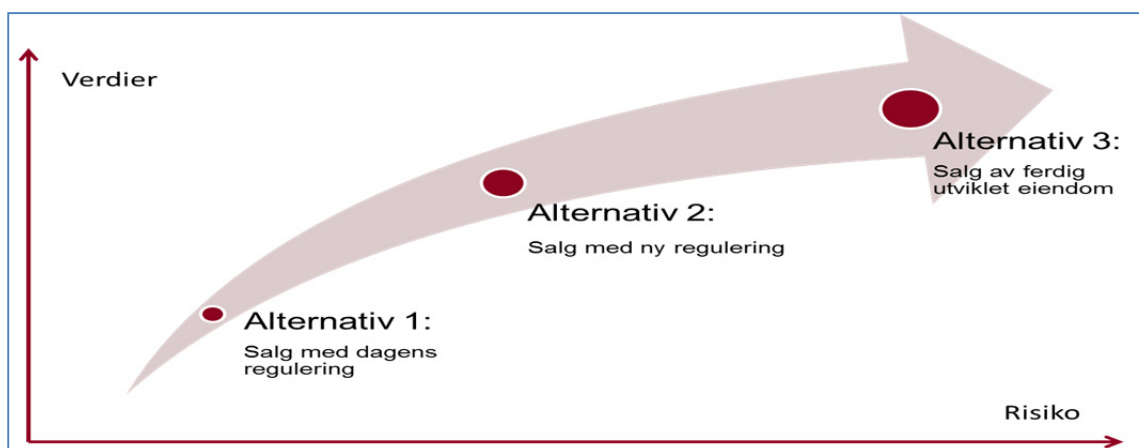 Verdier
Alternativ 1:
Salg med dagens
regulering
Alternativ 2:
Salg med ny regulering
Alternativ 3:
Salg av ferdig
utviklet eiendom
Risiko